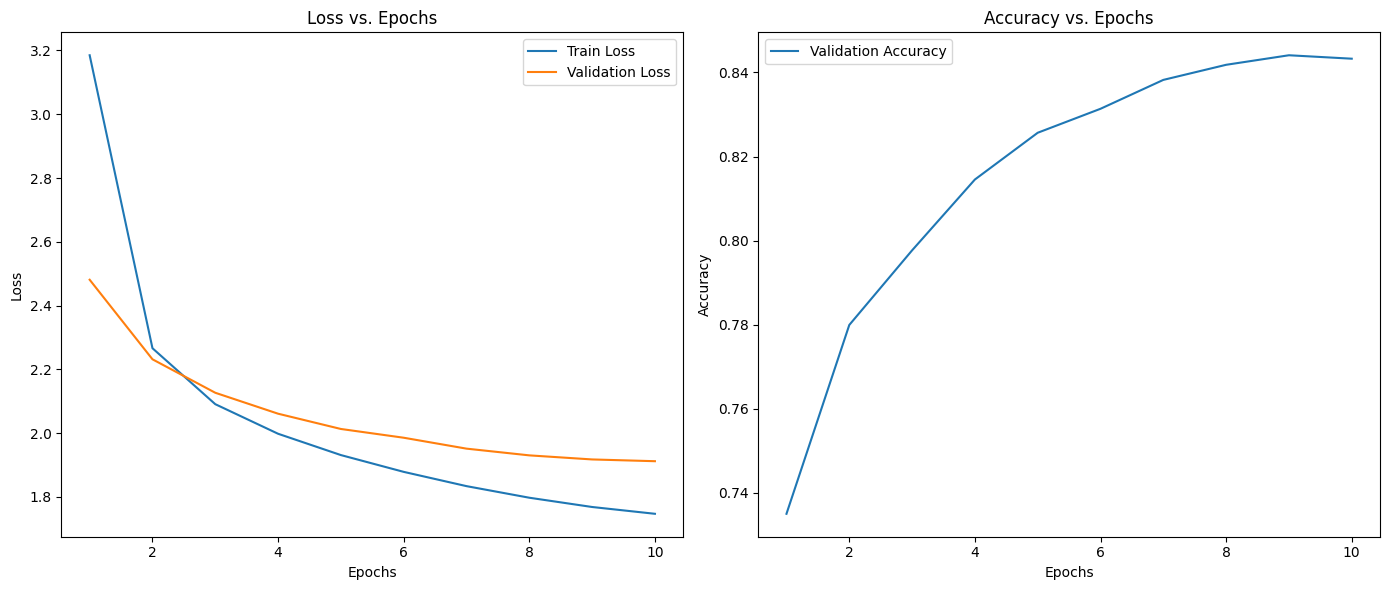 Loss vs. Epochs
3.2
3.0
2.8
2.6
2.4
2.2
2.0
1.8
Loss
Train Loss
Validation Loss
2
4
6
8
10
Epochs
Accuracy vs. Epochs
0.84
0.82
0.80
0.78
0.76
0.74
Accuracy
Validation Accuracy
2
4
6
8
10
Epochs